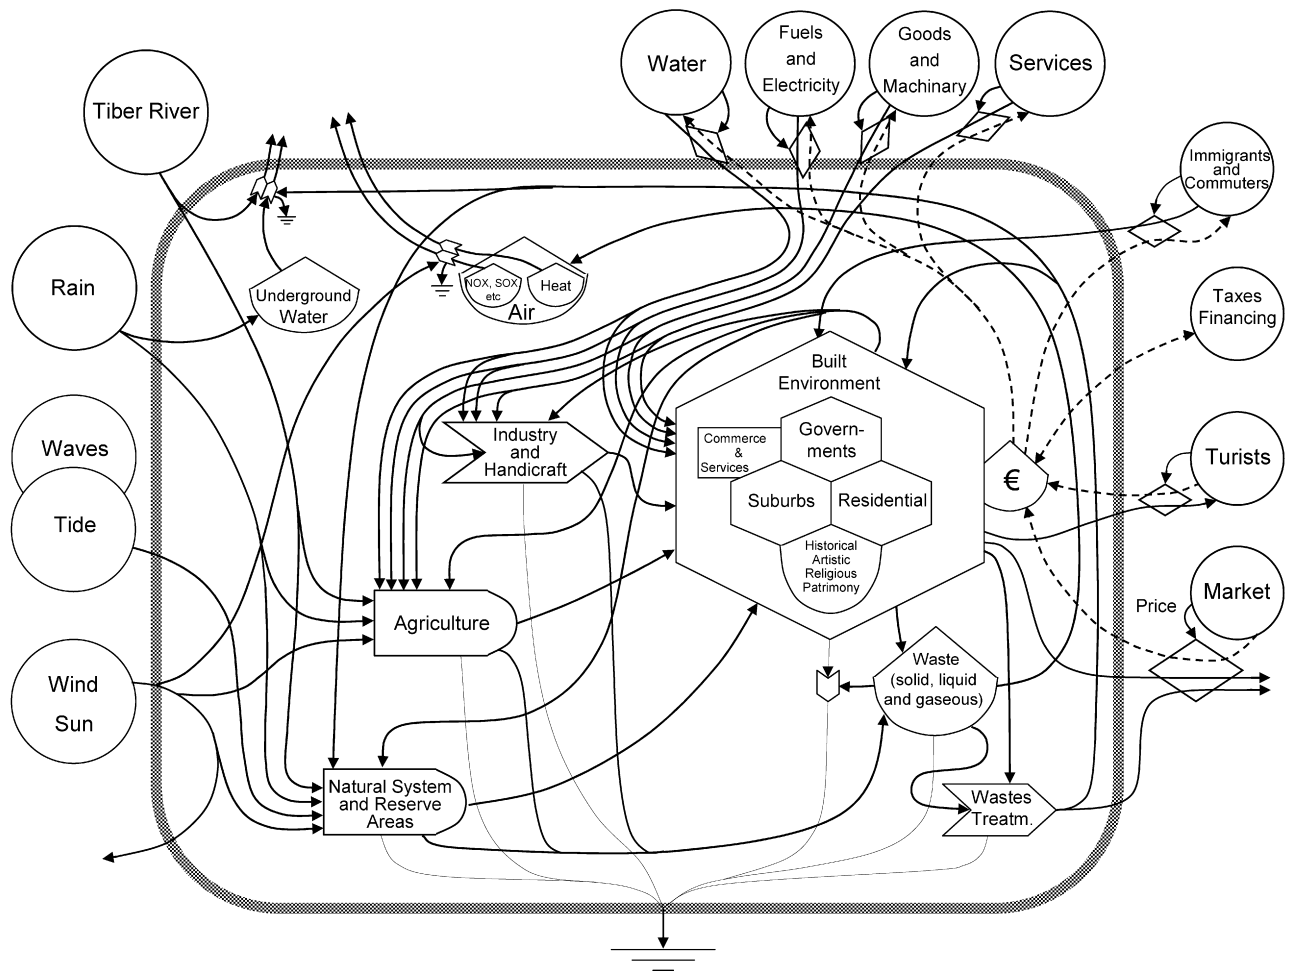 Tiber River
Rain
Waves
Tide
Wind
Sun
Water
Fuels
and
Electricity
Goods
and
Machinary
Services
Immigrants
and
Commuters
Taxes
Financing
Turists
Market
Price
Underground
Water
NOX, SOX
etc
Heat
Air
Built
Environment
Govern-
ments
Commerce
&
Services
Suburbs
Residential
Historical
Artistic
Religious
Patrimony
€
Industry
and
Handicraft
Agriculture
Natural System
and Reserve
Areas
Waste
(solid, liquid
and gaseous)
Wastes
Treatm.